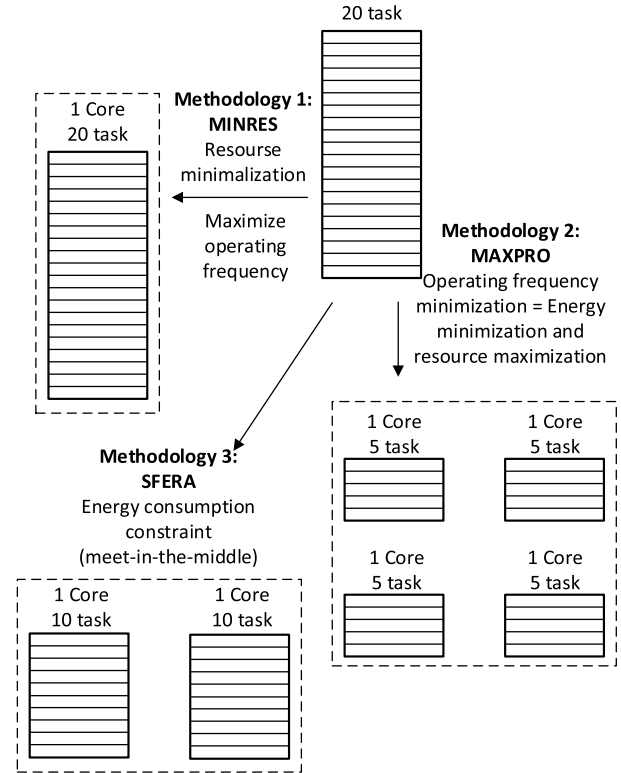 20 task
1 Core
20 task
Methodology 1:
MINRES
Resourse
minimalization
Maximize
operating
frequency
Methodology 2:
MAXPRO
Operating frequency
minimization = Energy
minimization and
resource maximization
1 Core
5 task
1 Core
5 task
1 Core
5 task
1 Core
5 task
Methodology 3:
SFERA
Energy consumption
constraint
(meet-in-the-middle)
1 Core
10 task
1 Core
10 task